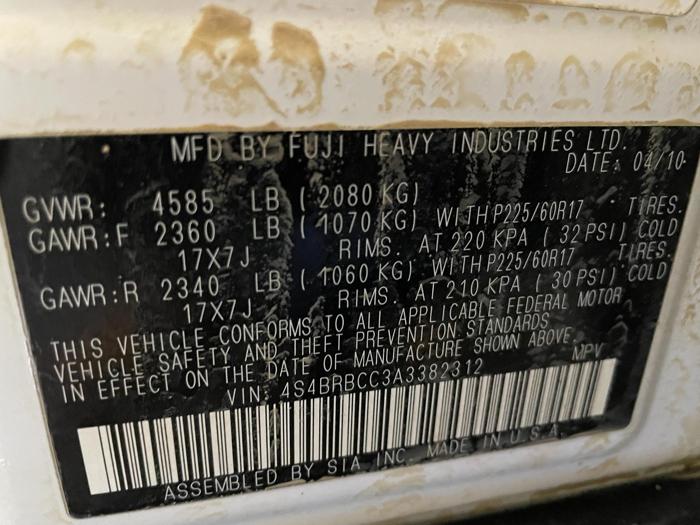 MFD BY FUJI HEAVY INDUSTRIES LTD.
DATE: 04/10
GVWR: 4585 LB (2080 KG)
GAWR:F 2360 LB (1070 KG) WITH P225/60R17 TIRES.
17X7J RIMS. AT 220 KPA (32 PSI) COLD
GAWR:R 2340 LB (1060 KG) WITH P225/60R17 TIRES.
17X7J RIMS. AT 210 KPA (30 PSI) COLD
THIS VEHICLE CONFORMS TO ALL APPLICABLE FEDERAL MOTOR
VEHICLE SAFETY AND THEFT PREVENTION STANDARDS
IN EFFECT ON THE DATE OF MANUFACTURE SHOWN ABOVE.
VIN: 4S4BRBCC3A3382312 MPV
ASSEMBLED BY SIA, INC. MADE IN U.S.A.